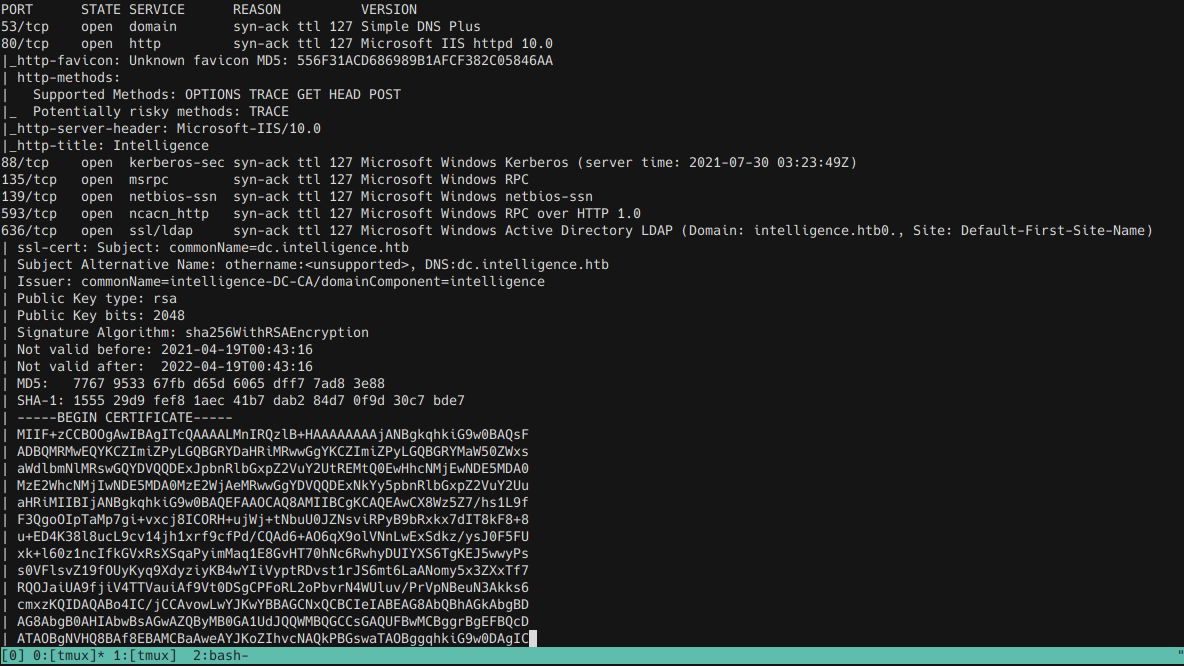 PORT      STATE SERVICE      REASON          VERSION
53/tcp    open  domain       syn-ack ttl 127 Simple DNS Plus
80/tcp    open  http         syn-ack ttl 127 Microsoft IIS httpd 10.0
|_http-favicon: Unknown favicon MD5: 556F31ACD686989B1AFCF382C05846AA
| http-methods:
|   Supported Methods: OPTIONS TRACE GET HEAD POST
|_  Potentially risky methods: TRACE
|_http-server-header: Microsoft-IIS/10.0
|_http-title: Intelligence
88/tcp    open  kerberos-sec syn-ack ttl 127 Microsoft Windows Kerberos (server time: 2021-07-30 03:23:49Z)
135/tcp   open  msrpc        syn-ack ttl 127 Microsoft Windows RPC
139/tcp   open  netbios-ssn  syn-ack ttl 127 Microsoft Windows netbios-ssn
593/tcp   open  ncacn_http   syn-ack ttl 127 Microsoft Windows RPC over HTTP 1.0
636/tcp   open  ssl/ldap     syn-ack ttl 127 Microsoft Windows Active Directory LDAP (Domain: intelligence.htb0., Site: Default-First-Site-Name)
| ssl-cert: Subject: commonName=dc.intelligence.htb
| Subject Alternative Name: othername:<unsupported>, DNS:dc.intelligence.htb
| Issuer: commonName=intelligence-DC-CA/domainComponent=intelligence
| Public Key type: rsa
| Public Key bits: 2048
| Signature Algorithm: sha256WithRSAEncryption
| Not valid before: 2021-04-19T00:43:16
| Not valid after:  2022-04-19T00:43:16
| MD5:   7767 9533 67fb d65d 6065 dff7 7ad8 3e88
| SHA-1: 1555 29d9 fef8 1aec 41b7 dab2 84d7 0f9d 30c7 bde7
| -----BEGIN CERTIFICATE-----
| MIIF+zCCBOOgAwIBAgITcQAAAALMnIRQzlB+HAAAAAAAAjANBgkqhkiG9w0BAQsF
| ADBQMRMwEQYKCZImiZPyLGQBGRYDaHRiMRwwGgYKCZImiZPyLGQBGRYMaW50ZWxs
| aWdlbmNlMRswGQYDVQQDExJpbnRlbGxpZ2VuY2UtREMtQ0EwHhcNMjEwNDE5MDA0
| MzE2WhcNMjIwNDE5MDA0MzE2WjAeMRwwGgYDVQQDExNkYy5pbnRlbGxpZ2VuY2Uu
| aHRiMIIBIjANBgkqhkiG9w0BAQEFAAOCAQ8AMIIBCgKCAQEAwCX8Wz5Z7/hs1L9f
| F3QgoOIpTaMp7gi+vxcj8ICORH+ujWj+tNbuU0JZNsviRPyB9bRxkx7dIT8kF8+8
| u+ED4K38l8ucL9cv14jh1xrf9cfPd/CQAd6+AO6qX9olVNnLwExSdkz/ysJ0F5FU
| xk+l60z1ncIfkGVxRsXSqaPyimMaq1E8GvHT70hNc6RwhyDUIYXS6TgKEJ5wwyPs
| s0VFlsvZ19fOUyKyq9XdyziyKB4wYIiVyptRDvst1rJS6mt6LaANomy5x3ZXxTf7
| RQOJaiUA9fjiV4TTVauiAf9Vt0DSgCPFoRL2oPbvrN4WUluv/PrVpNBeuN3Akks6
| cmxzKQIDAQABo4IC/jCCAvowLwYJKwYBBAGCNxQCBCIeIABEAG8AbQBhAGkAbgBD
| AG8AbgB0AHIAbwBsAGwAZQByMB0GA1UdJQQWMBQGCCsGAQUFBwMCBggrBgEFBQcD
| ATAOBgNVHQ8BAf8EBAMCBaAweAYJKoZIhvcNAQkPBGswaTAOBggqhkiG9w0DAgIC
[0] 0:[tmux]* 1:[tmux]  2:bash-                    "